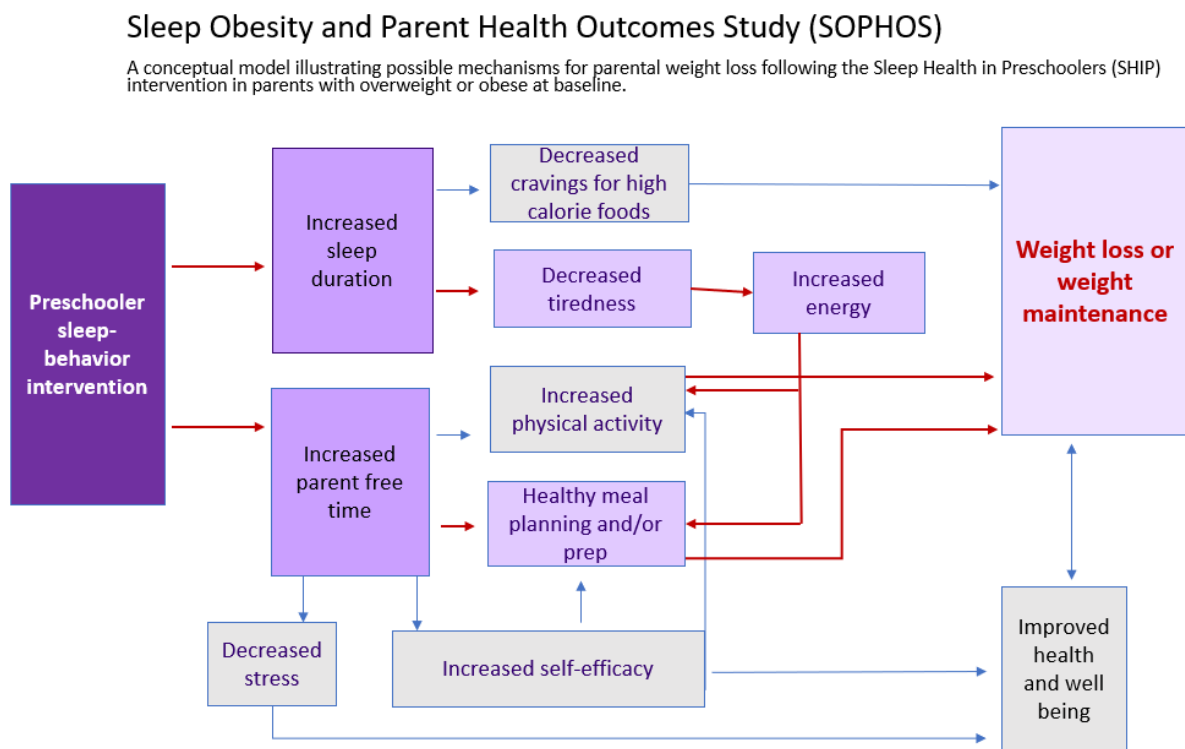 Sleep Obesity and Parent Health Outcomes Study (SOPHOS)
A conceptual model illustrating possible mechanisms for parental weight loss following the Sleep Health in Preschoolers (SHIP)
intervention in parents with overweight or obese at baseline.
Preschooler
sleep-
behavior
intervention
Increased
sleep
duration
Decreased
cravings for high
calorie foods
Decreased
tiredness
Increased
energy
Weight loss or
weight
maintenance
Increased
parent free
time
Increased
physical activity
Healthy meal
planning and/or
prep
Decreased
stress
Increased self-efficacy
Improved
health
and well
being